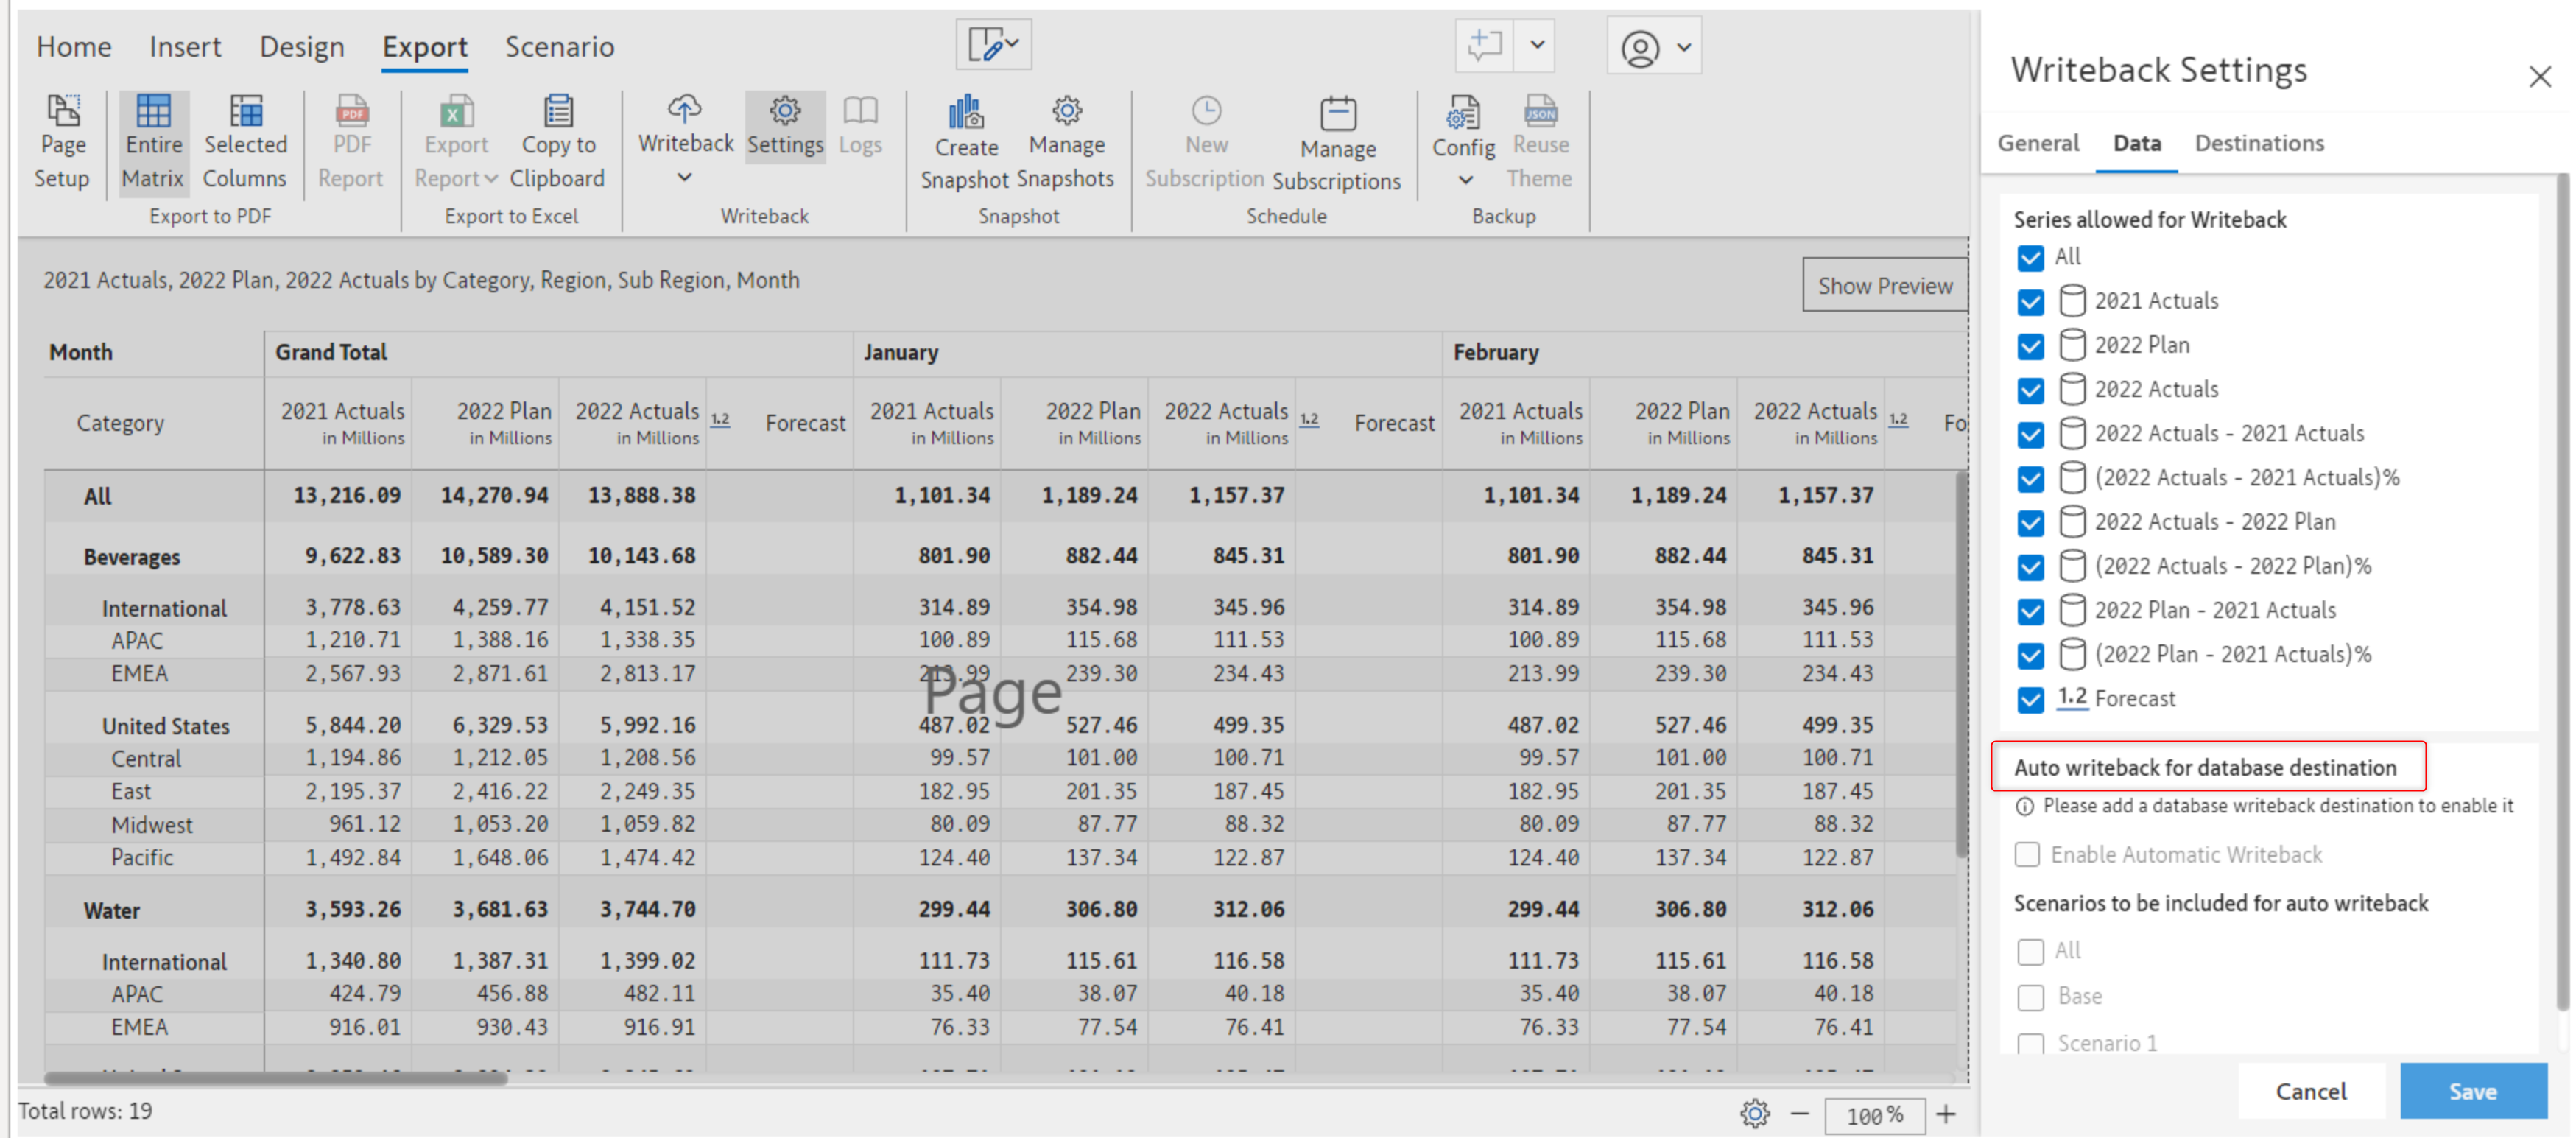 Home Insert Design Export Scenario
Page Setup
Entire Matrix
Selected Columns
Export to PDF
PDF
PDF Report
X
Export Report
Copy to Clipboard
Export to Excel
Writeback
Settings
Logs
Writeback
Create Snapshot
Manage Snapshots
Snapshot
New Subscription
Manage Subscriptions
Schedule
Config
JSON
Reuse Theme
Backup
2021 Actuals, 2022 Plan, 2022 Actuals by Category, Region, Sub Region, Month
Show Preview
Month Grand Total January February
Category 2021 Actuals in Millions 2022 Plan in Millions 2022 Actuals in Millions 1.2 Forecast 2021 Actuals in Millions 2022 Plan in Millions 2022 Actuals in Millions 1.2 Forecast 2021 Actuals in Millions 2022 Plan in Millions 2022 Actuals in Millions 1.2 Fo
All 13,216.09 14,270.94 13,888.38 1,101.34 1,189.24 1,157.37 1,101.34 1,189.24 1,157.37
Beverages 9,622.83 10,589.30 10,143.68 801.90 882.44 845.31 801.90 882.44 845.31
International 3,778.63 4,259.77 4,151.52 314.89 354.98 345.96 314.89 354.98 345.96
APAC 1,210.71 1,388.16 1,338.35 100.89 115.68 111.53 100.89 115.68 111.53
EMEA 2,567.93 2,871.61 2,813.17 213.99 239.30 234.43 213.99 239.30 234.43
Page
United States 5,844.20 6,329.53 5,992.16 487.02 527.46 499.35 487.02 527.46 499.35
Central 1,194.86 1,212.05 1,208.56 99.57 101.00 100.71 99.57 101.00 100.71
East 2,195.37 2,416.22 2,249.35 182.95 201.35 187.45 182.95 201.35 187.45
Midwest 961.12 1,053.20 1,059.82 80.09 87.77 88.32 80.09 87.77 88.32
Pacific 1,492.84 1,648.06 1,474.42 124.40 137.34 122.87 124.40 137.34 122.87
Water 3,593.26 3,681.63 3,744.70 299.44 306.80 312.06 299.44 306.80 312.06
International 1,340.80 1,387.31 1,399.02 111.73 115.61 116.58 111.73 115.61 116.58
APAC 424.79 456.88 482.11 35.40 38.07 40.18 35.40 38.07 40.18
EMEA 916.01 930.43 916.91 76.33 77.54 76.41 76.33 77.54 76.41
Total rows: 19
100 %
Writeback Settings
General Data Destinations
Series allowed for Writeback
All
2021 Actuals
2022 Plan
2022 Actuals
2022 Actuals - 2021 Actuals
(2022 Actuals - 2021 Actuals)%
2022 Actuals - 2022 Plan
(2022 Actuals - 2022 Plan)%
2022 Plan - 2021 Actuals
(2022 Plan - 2021 Actuals)%
1.2 Forecast
Auto writeback for database destination
Please add a database writeback destination to enable it
Enable Automatic Writeback
Scenarios to be included for auto writeback
All
Base
Scenario 1
Cancel Save